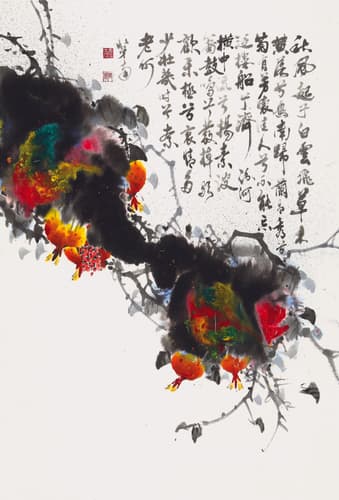 秋風起兮白雲飛草木
黃落兮雁南歸蘭有秀兮
菊有芳懷佳人兮不能忘
泛樓船兮濟汾河
橫中流兮揚素波
簫鼓鳴兮發棹歌
歡樂極兮哀情多
少壯幾時兮奈
老何